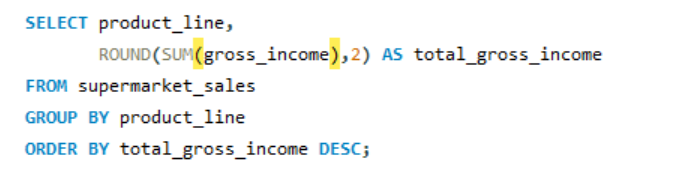 SELECT product_line,
ROUND(SUM(gross_income),2) AS total_gross_income
FROM supermarket_sales
GROUP BY product_line
ORDER BY total_gross_income DESC;